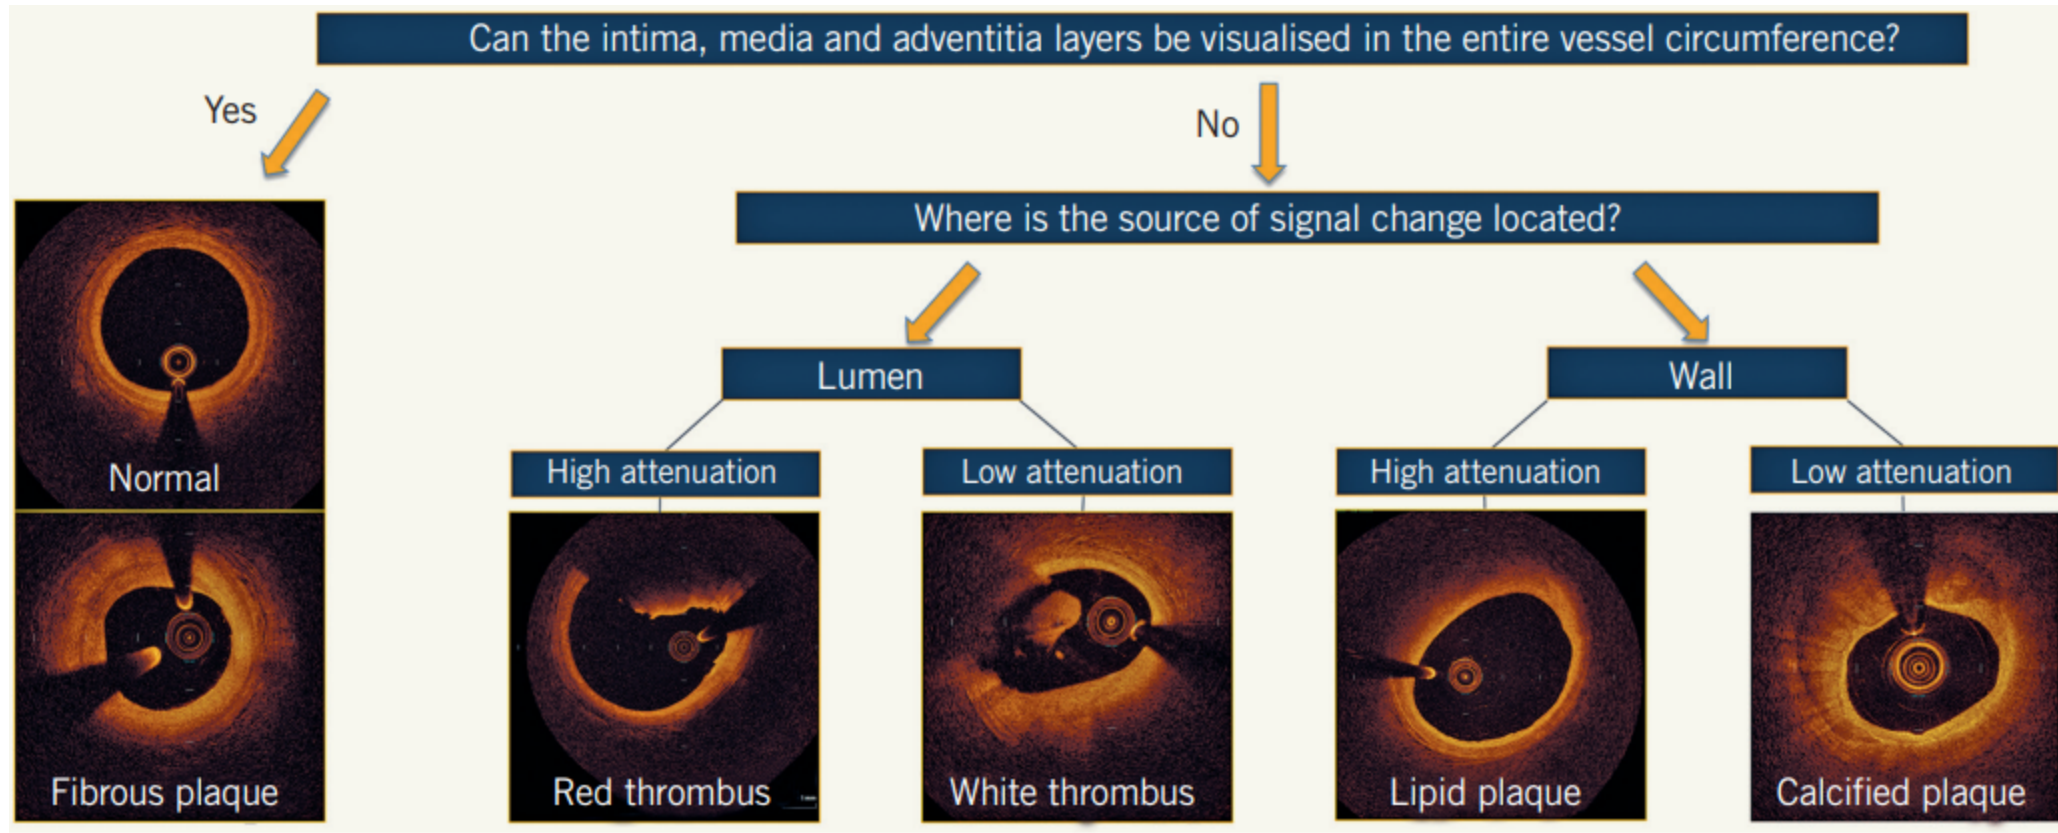 Can the intima, media and adventitia layers be visualised in the entire vessel circumference?
Yes
No
Where is the source of signal change located?
Lumen
Wall
High attenuation
Low attenuation
High attenuation
Low attenuation
Normal
Fibrous plaque
Red thrombus
White thrombus
Lipid plaque
Calcified plaque